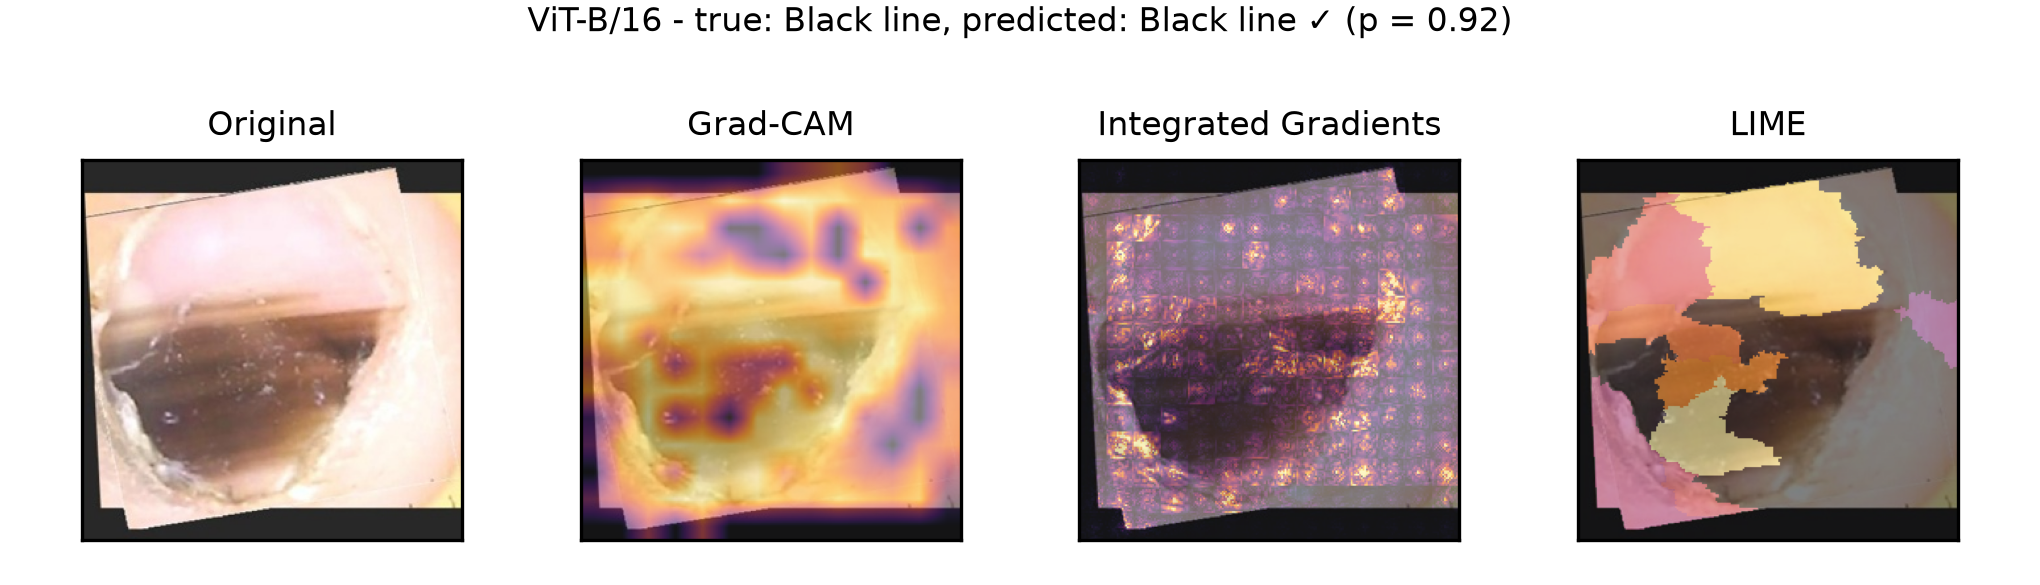 ViT-B/16 - true: Black line, predicted: Black line ✓ (p = 0.92)
Original
Grad-CAM
Integrated Gradients
LIME